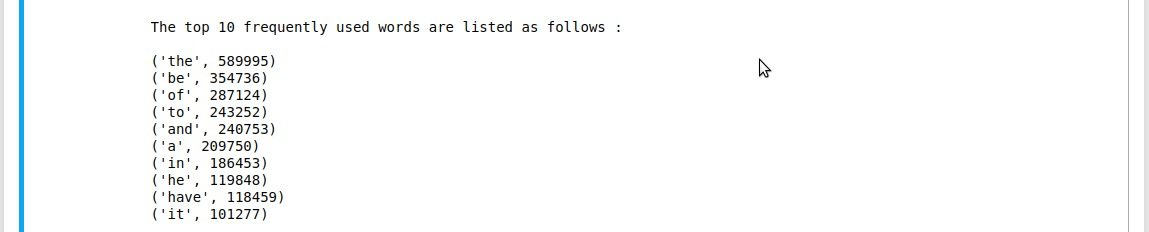 The top 10 frequently used words are listed as follows :
('the', 589995)
('be', 354736)
('of', 287124)
('to', 243252)
('and', 240753)
('a', 209750)
('in', 186453)
('he', 119848)
('have', 118459)
('it', 101277)